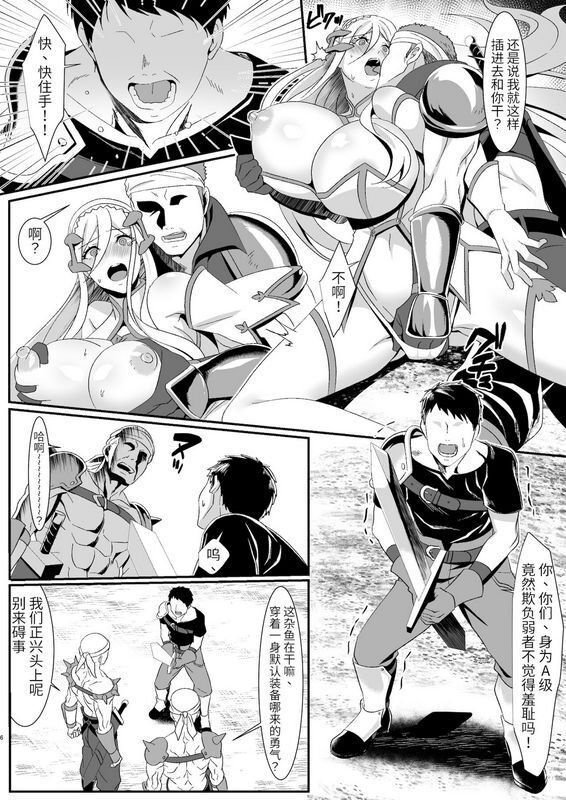 还是说我就这样
插进去和你干？
快、快住手！！
不啊！
啊？
你、你们、身为A级
竟然欺负弱者不觉得羞耻吗！
哈啊~~~~~~~~？
呜
这杂鱼在干嘛，
穿着一身默认装备哪来的勇气？
我们正兴头上呢
别来碍事
6